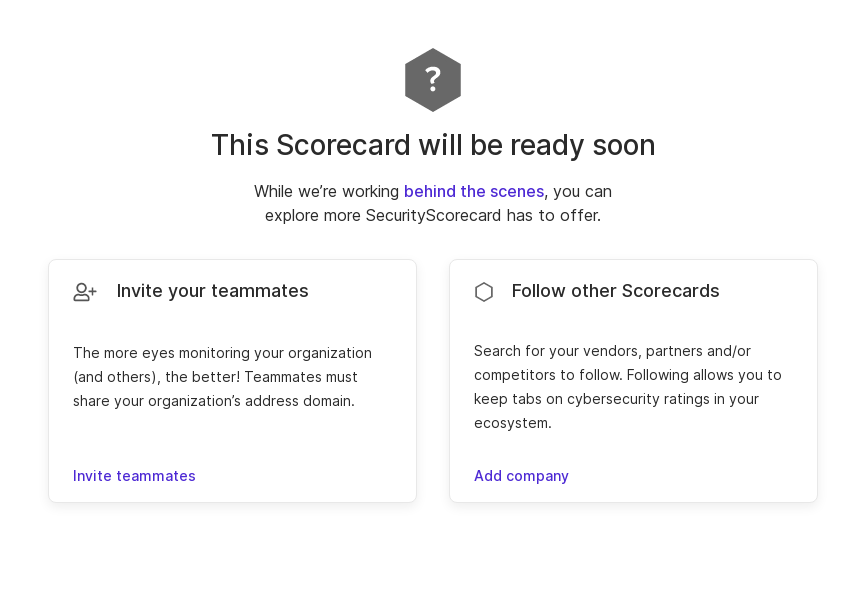 ?
This Scorecard will be ready soon
While we’re working behind the scenes, you can
explore more SecurityScorecard has to offer.
Invite your teammates
The more eyes monitoring your organization
(and others), the better! Teammates must
share your organization’s address domain.
Invite teammates
Follow other Scorecards
Search for your vendors, partners and/or
competitors to follow. Following allows you to
keep tabs on cybersecurity ratings in your
ecosystem.
Add company